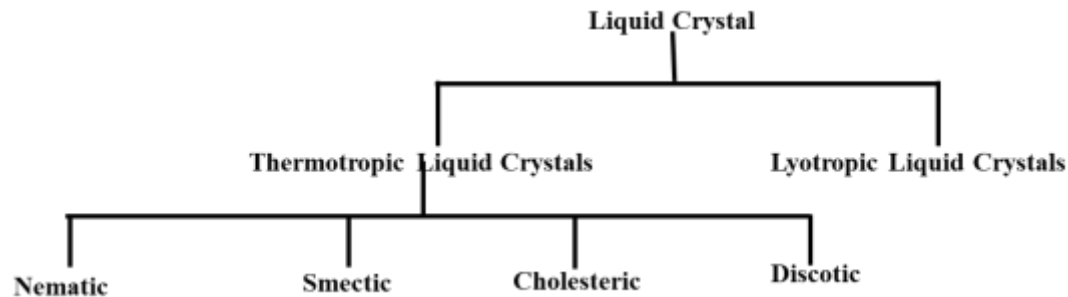 Liquid Crystal
Thermotropic Liquid Crystals
Lyotropic Liquid Crystals
Nematic
Smectic
Cholesteric
Discotic